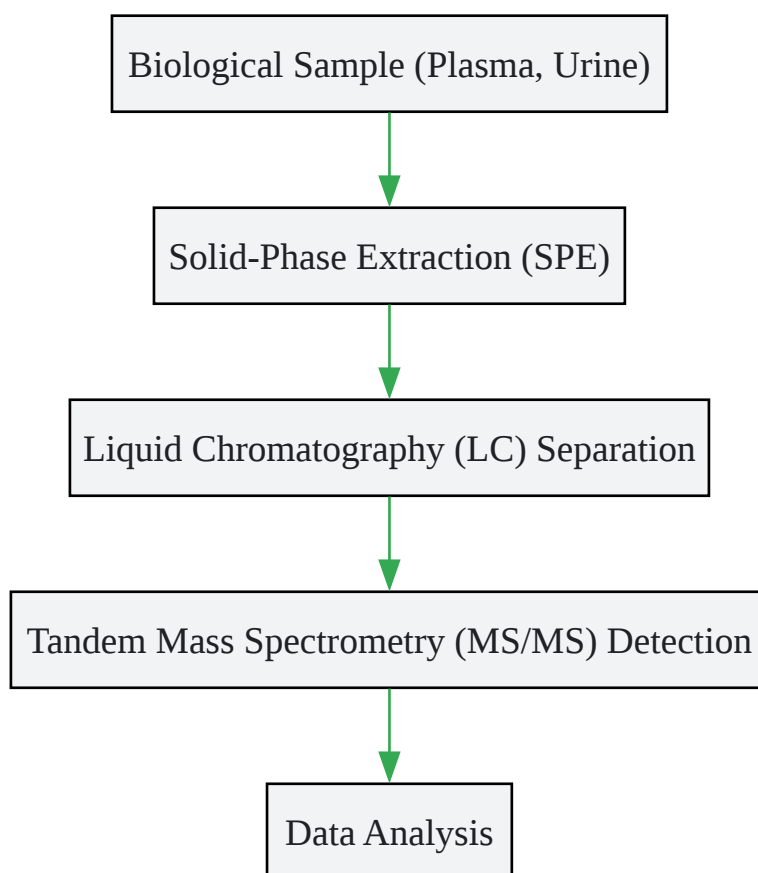 Biological Sample (Plasma, Urine)
Solid-Phase Extraction (SPE)
Liquid Chromatography (LC) Separation
Tandem Mass Spectrometry (MS/MS) Detection
Data Analysis